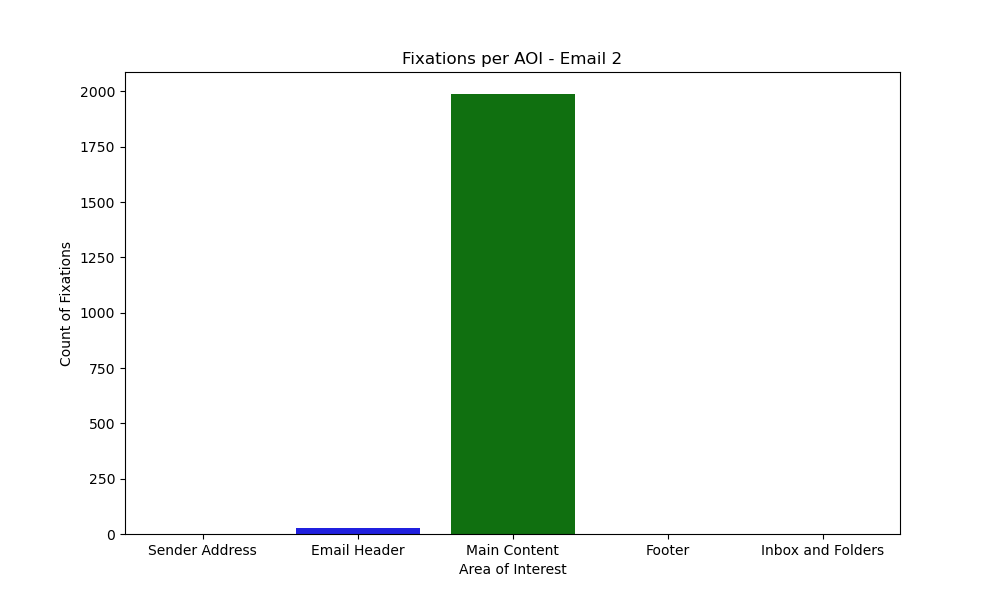 Fixations per AOI - Email 2
2000
1750
1500
1250
1000
750
500
250
0
Count of Fixations
Sender Address
Email Header
Main Content
Footer
Inbox and Folders
Area of Interest